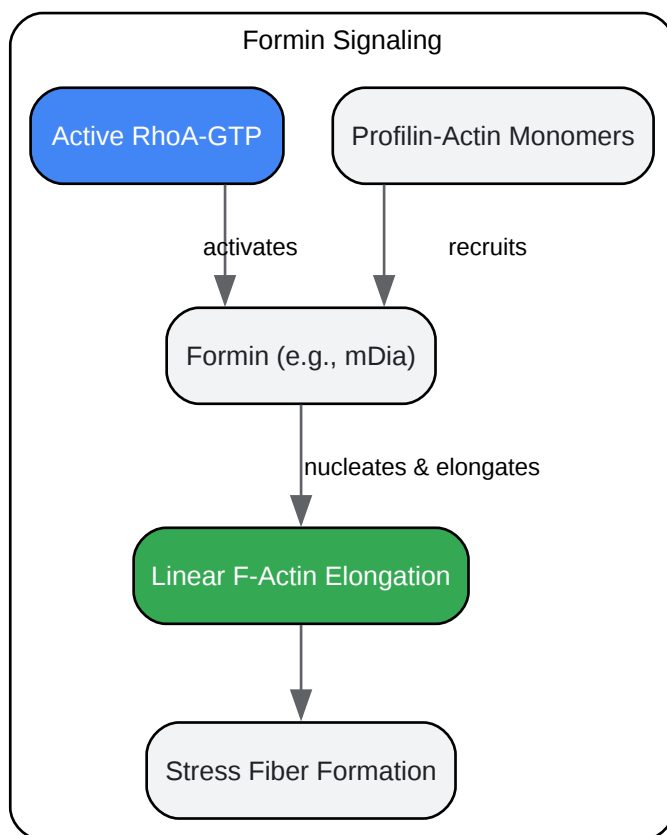 Formin Signaling
Active RhoA-GTP
Profilin-Actin Monomers
activates
recruits
Formin (e.g., mDia)
nucleates & elongates
Linear F-Actin Elongation
Stress Fiber Formation